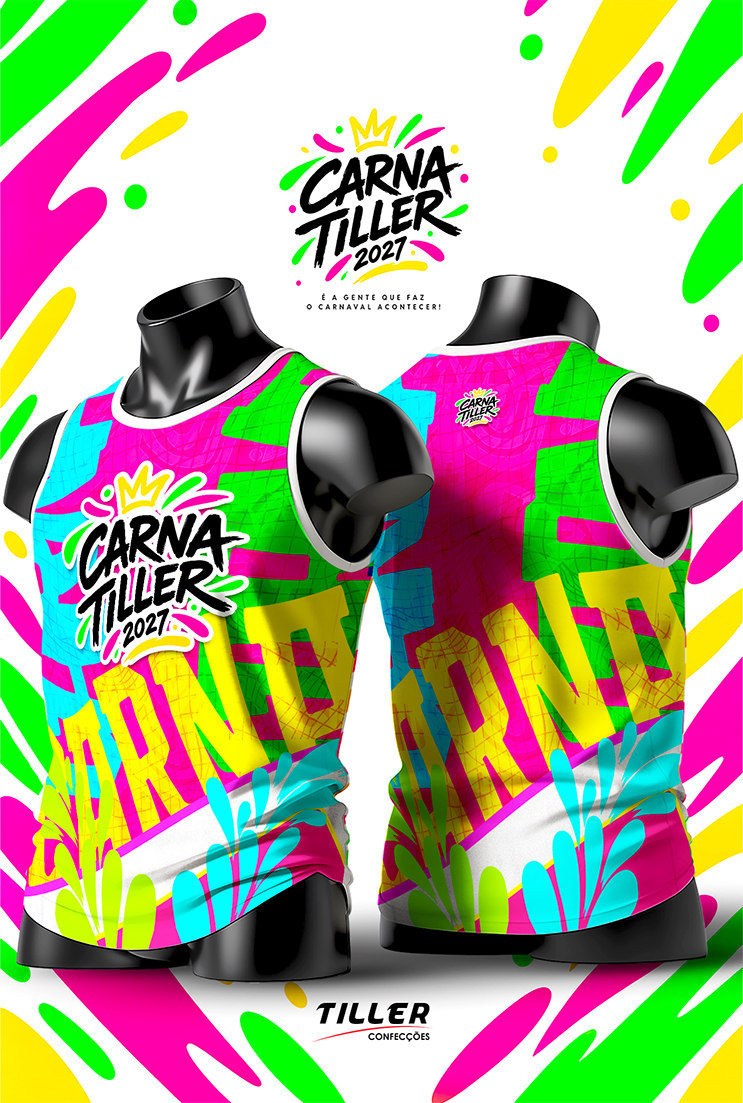 CARNA
TILLER
2027
É A GENTE QUE FAZ
O CARNAVAL ACONTECER!
CARNA
TILLER
2027
CARNA
TILLER
2027
TILLER
CONFECÇÕES